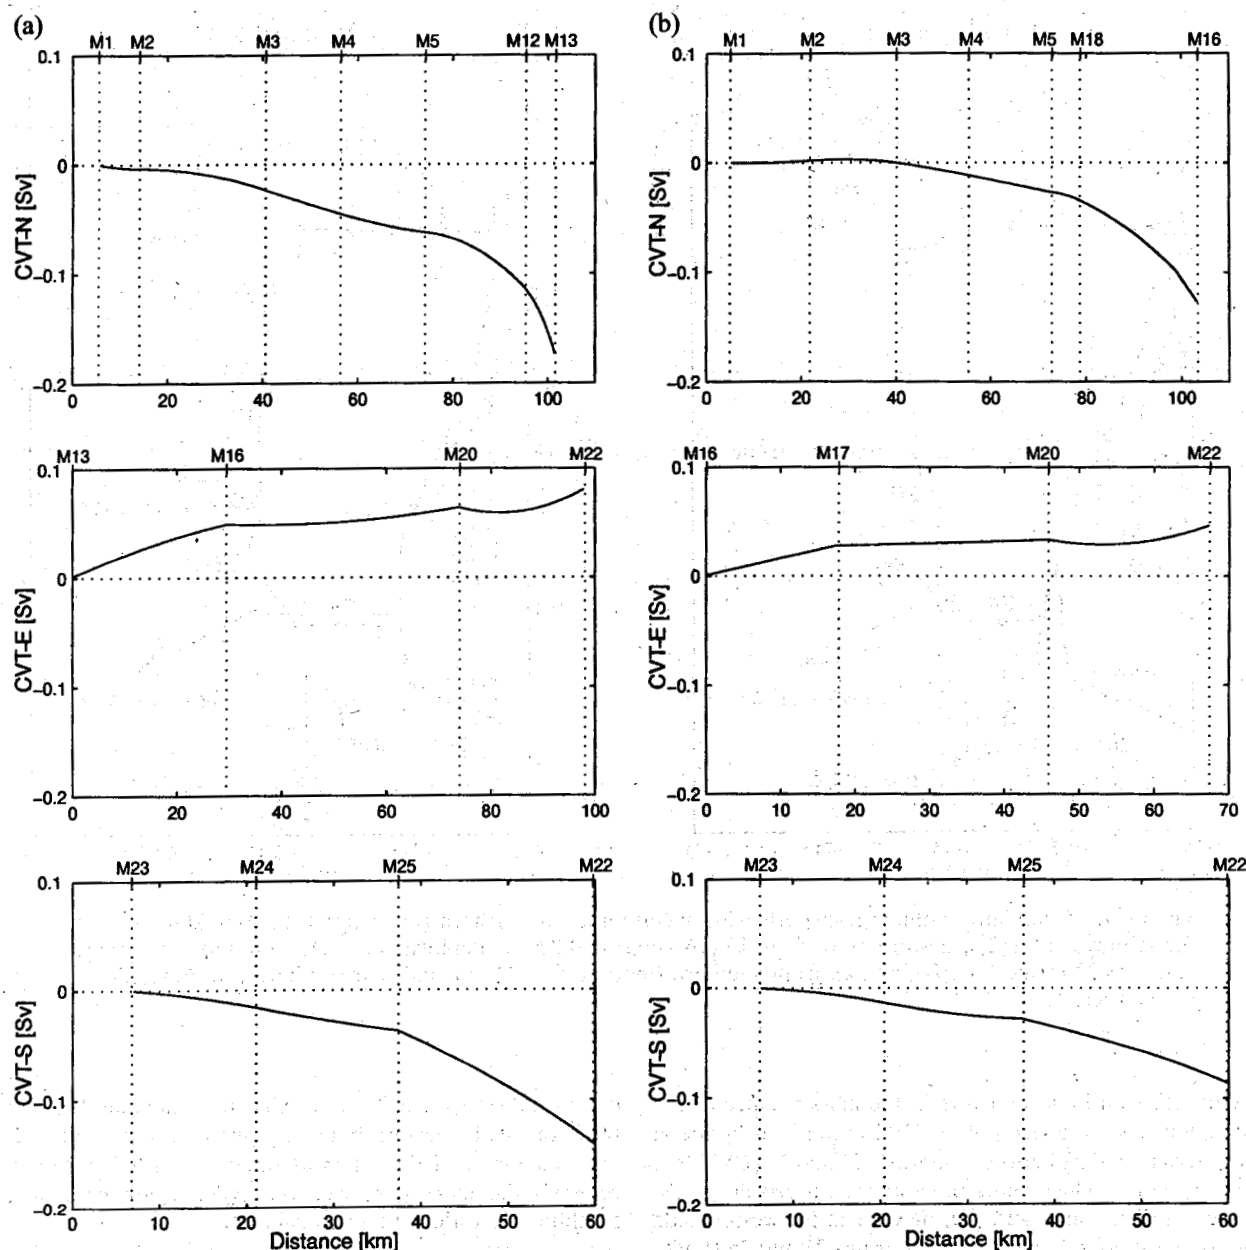 (a)
M1 M2 M3 M4 M5 M12 M13
0.1
0
−0.1
−0.2
CVT-N [Sv]
0 20 40 60 80 100
(b)
M1 M2 M3 M4 M5 M18 M16
0.1
0
−0.1
−0.2
CVT-N [Sv]
0 20 40 60 80 100
M13 M16 M20 M22
0.1
0
−0.1
−0.2
CVT-E [Sv]
0 20 40 60 80 100
M16 M17 M20 M22
0.1
0
−0.1
−0.2
CVT-E [Sv]
0 10 20 30 40 50 60 70
M23 M24 M25 M22
0.1
0
−0.1
−0.2
CVT-S [Sv]
0 10 20 30 40 50 60
Distance [km]
M23 M24 M25 M22
0.1
0
−0.1
−0.2
CVT-S [Sv]
0 10 20 30 40 50 60
Distance [km]